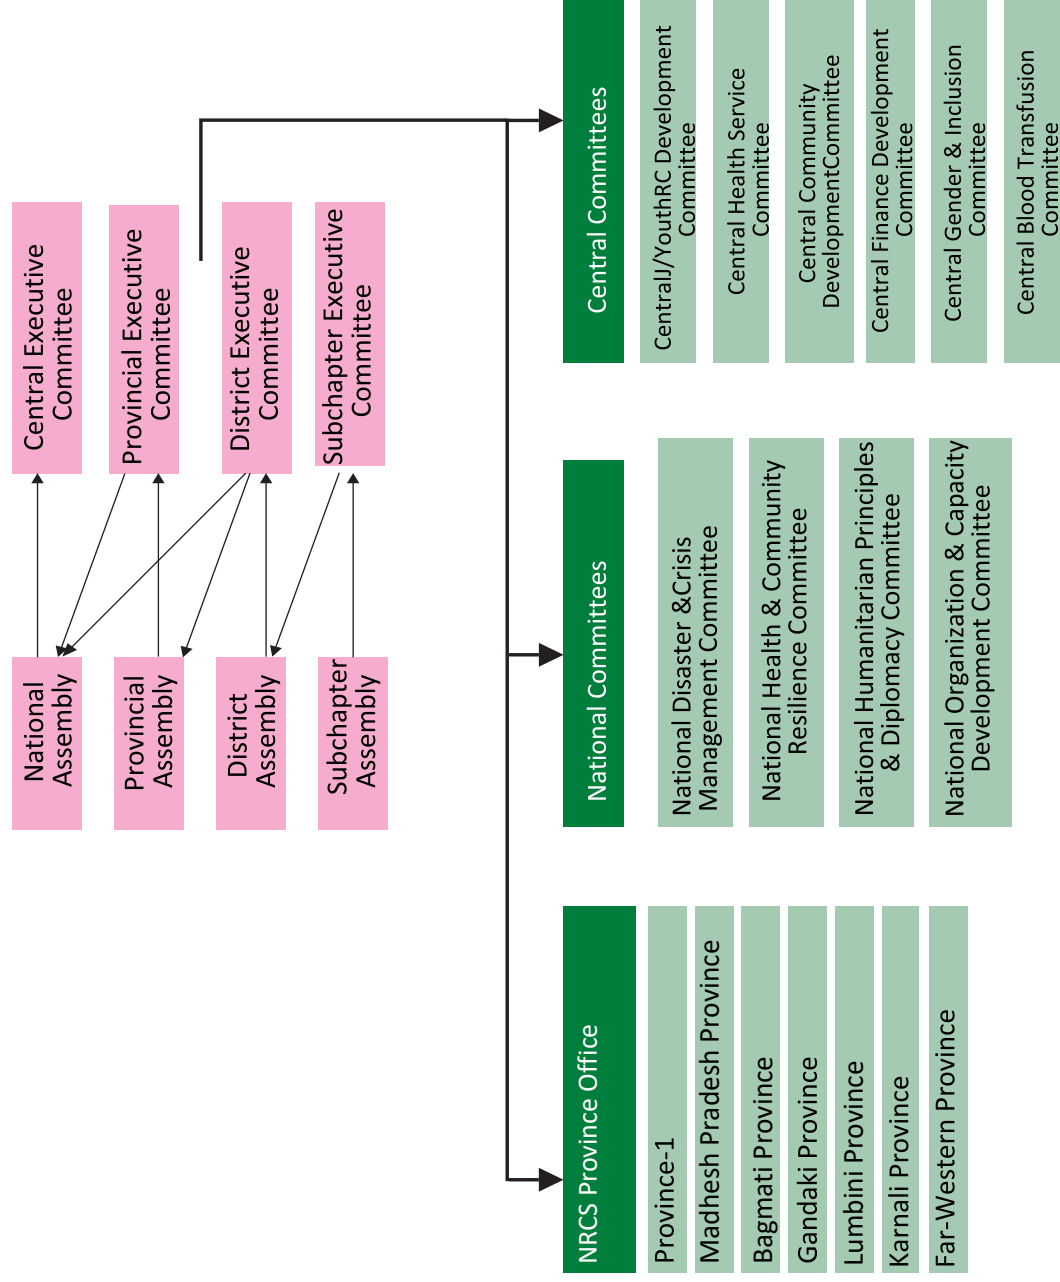 National
Assembly
Provincial
Assembly
District
Assembly
Subchapter
Assembly
Central Executive
Committee
Provincial Executive
Committee
District Executive
Committee
Subchapter Executive
Committee
NRCS Province Office
Province-1
Madhesh Pradesh Province
Bagmati Province
Gandaki Province
Lumbini Province
Karnali Province
Far-Western Province
National Committees
National Disaster &Crisis
Management Committee
National Health & Community
Resilience Committee
National Humanitarian Principles
& Diplomacy Committee
National Organization & Capacity
Development Committee
Central Committees
CentralJ/YouthRC Development
Committee
Central Health Service
Committee
Central Community
DevelopmentCommittee
Central Finance Development
Committee
Central Gender & Inclusion
Committee
Central Blood Transfusion
Committee